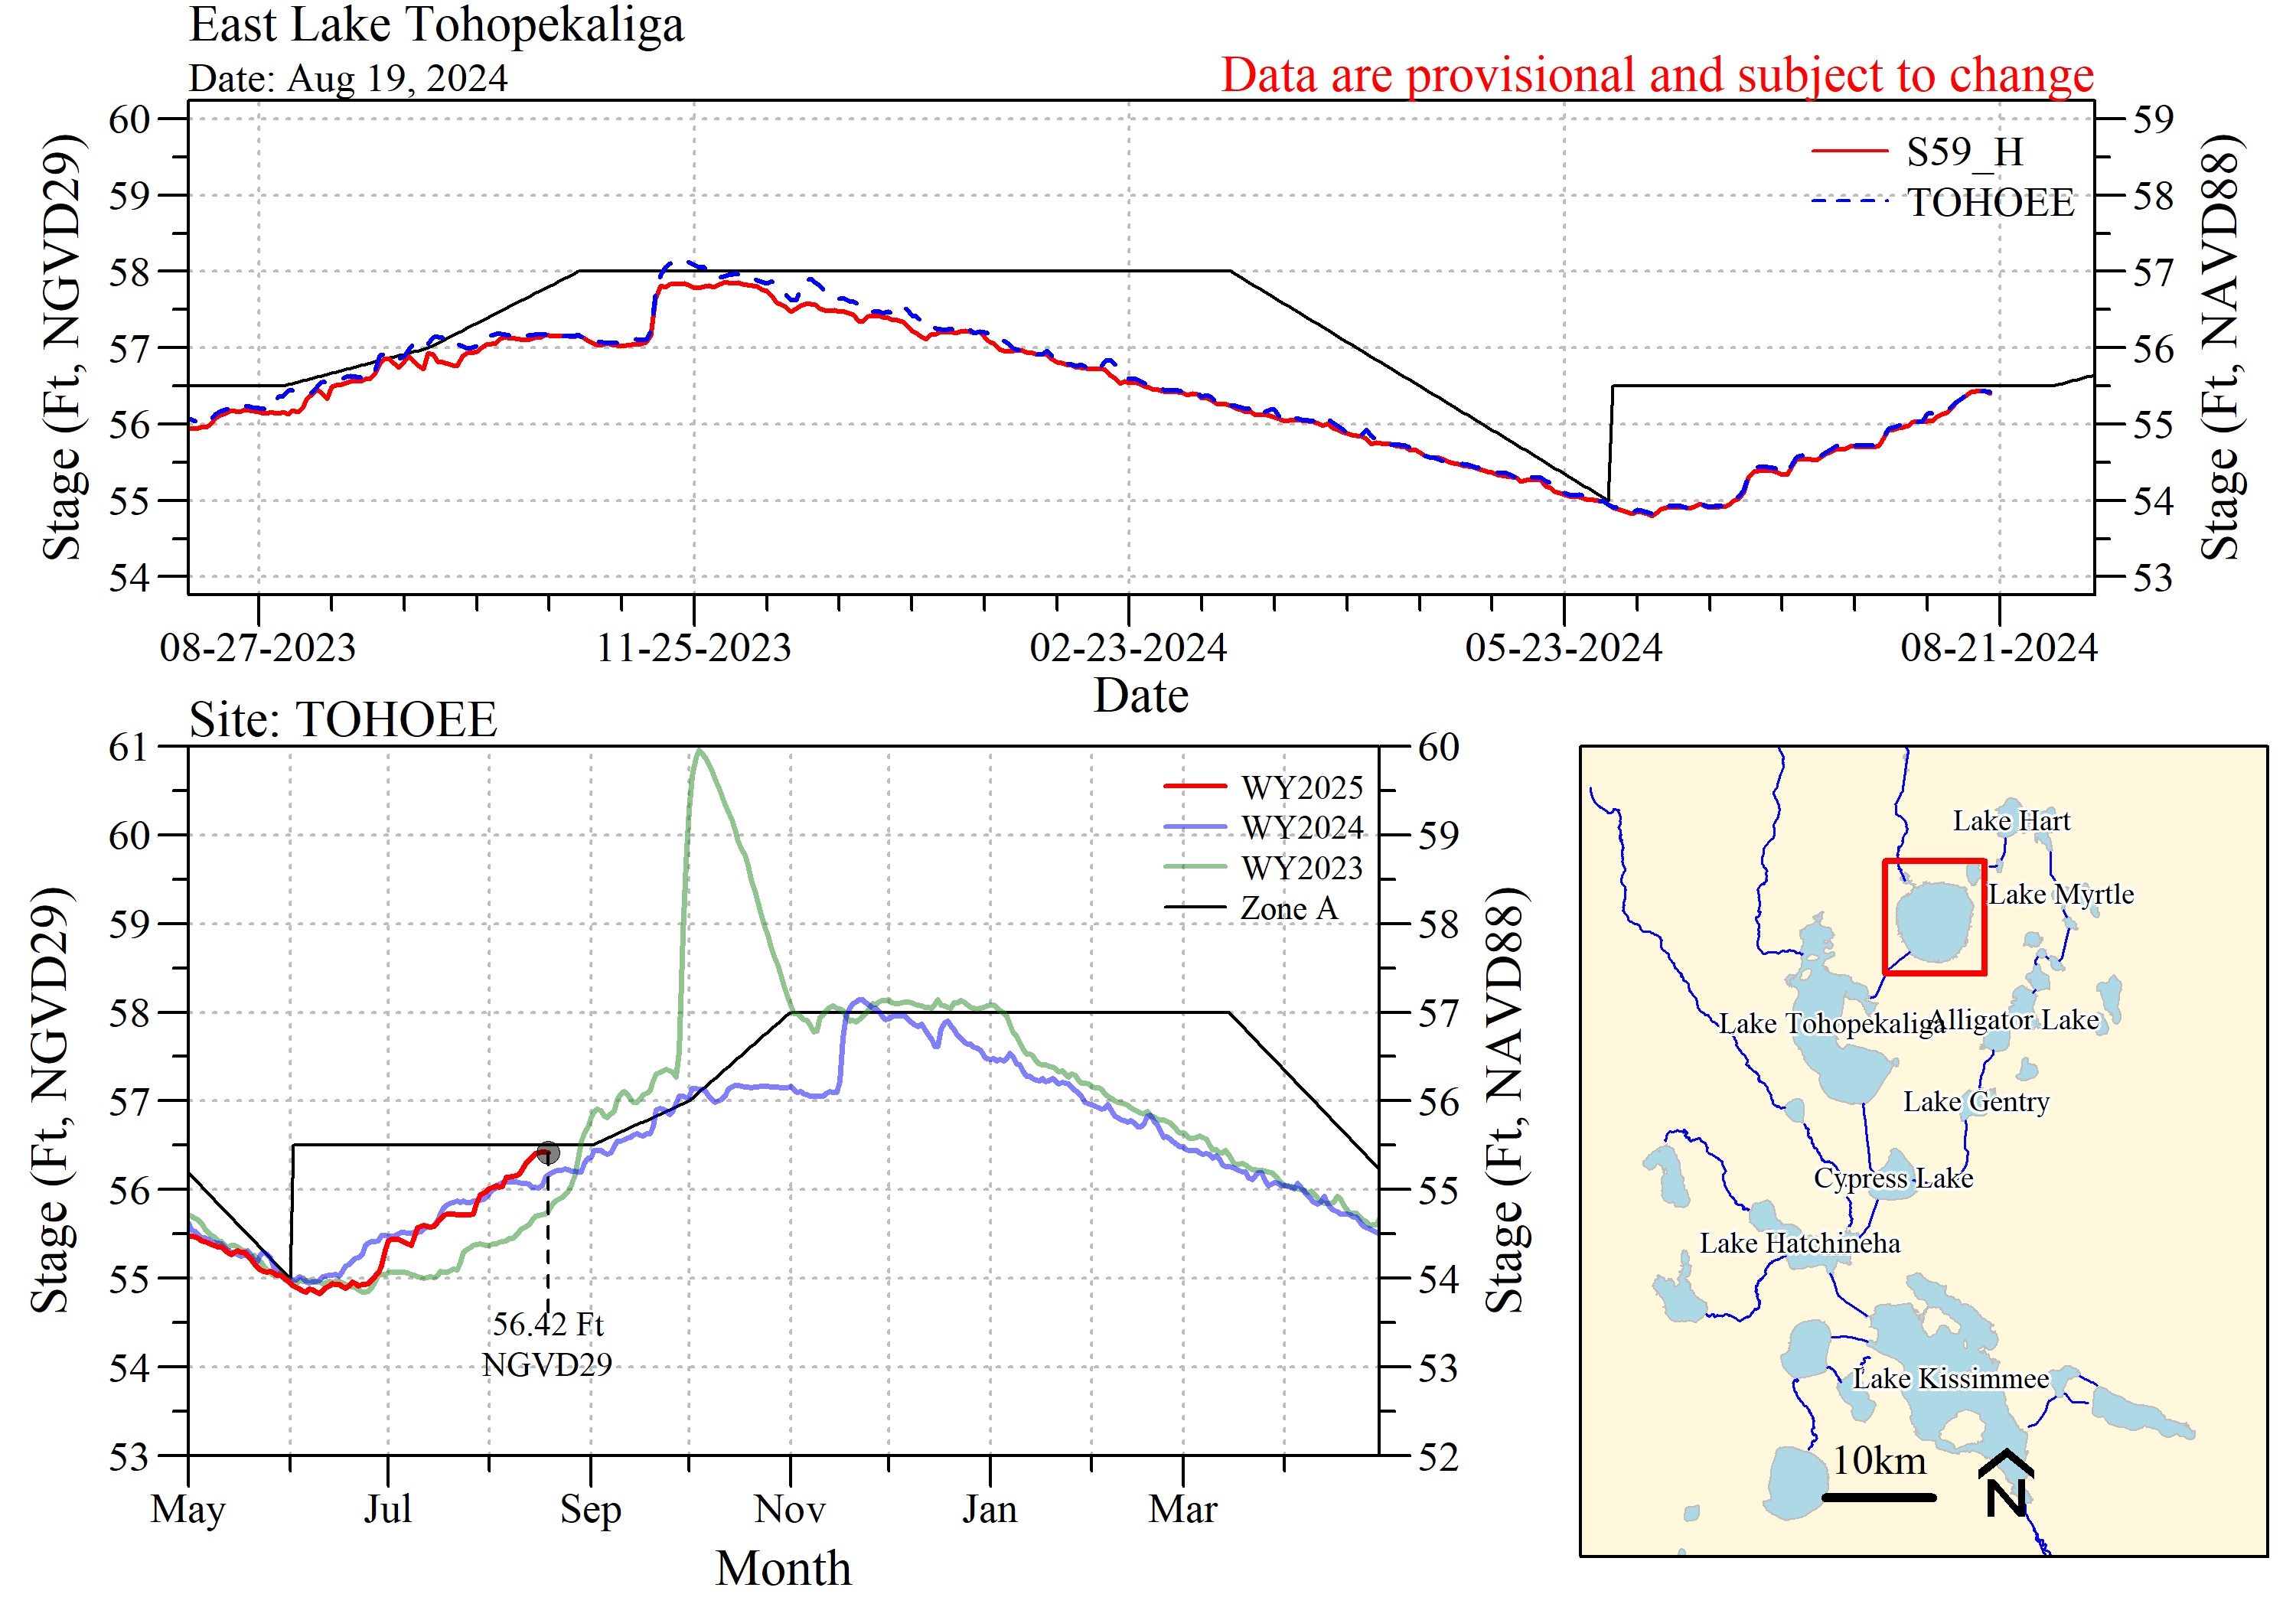 East Lake Tohopekaliga
Date: Aug 19, 2024
Data are provisional and subject to change
Stage (Ft, NGVD29)
60
59
58
57
56
55
54
S59_H
TOHOEE
59
58
57
56
55
54
53
Stage (Ft, NAVD88)
08-27-2023 11-25-2023 02-23-2024 05-23-2024 08-21-2024
Date
Site: TOHOEE
Stage (Ft, NGVD29)
61
60
59
58
57
56
55
54
53
WY2025
WY2024
WY2023
Zone A
56.42 Ft
NGVD29
60
59
58
57
56
55
54
53
52
Stage (Ft, NAVD88)
May Jul Sep Nov Jan Mar
Month
Lake Hart
Lake Myrtle
Lake Tohopekaliga
Alligator Lake
Lake Gentry
Cypress Lake
Lake Hatchineha
Lake Kissimmee
10km
N